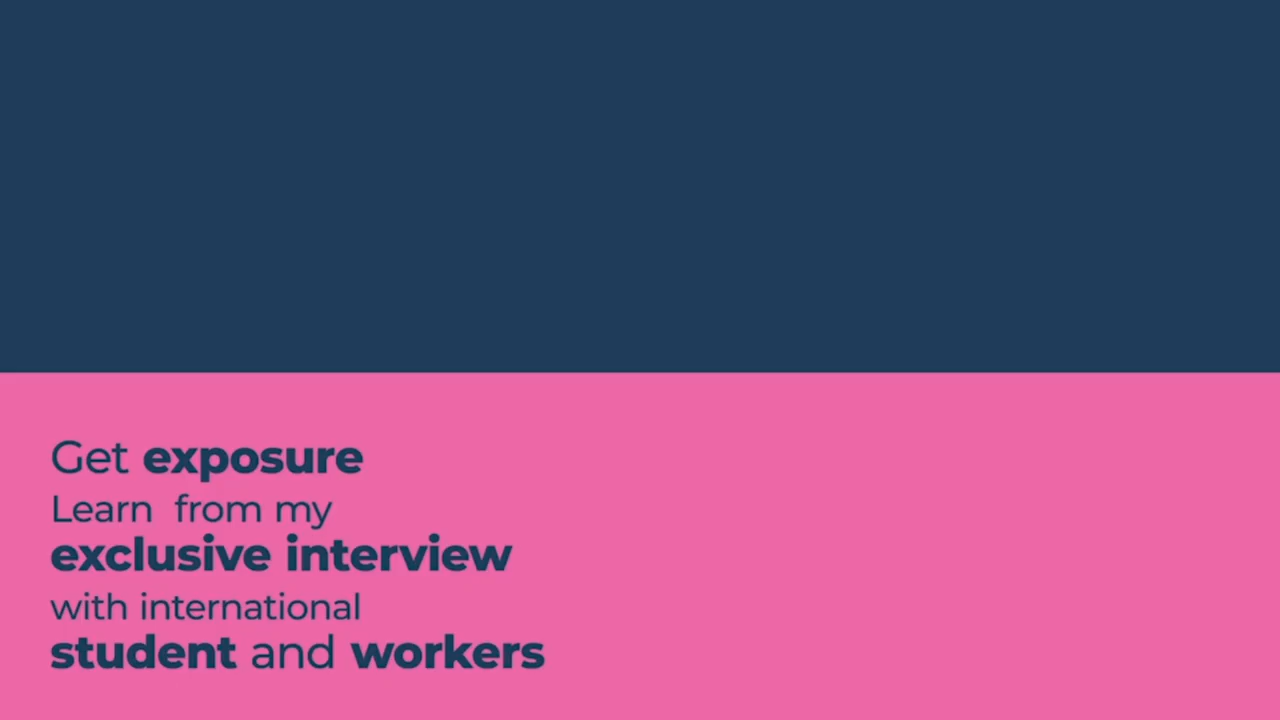 Get exposure
Learn  from my
exclusive interview
with international
student and workers